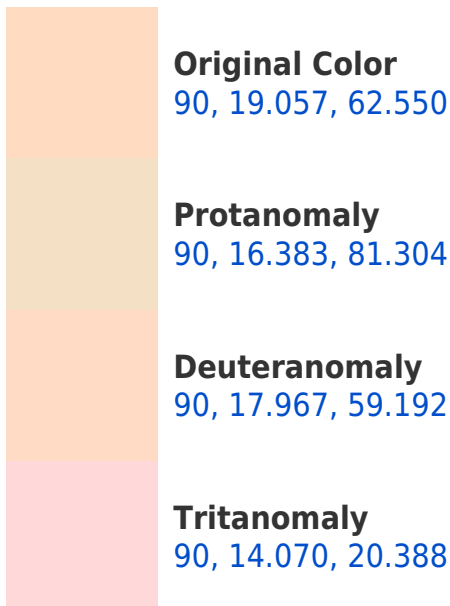 Original Color
90, 19.057, 62.550
Protanomaly
90, 16.383, 81.304
Deuteranomaly
90, 17.967, 59.192
Tritanomaly
90, 14.070, 20.388